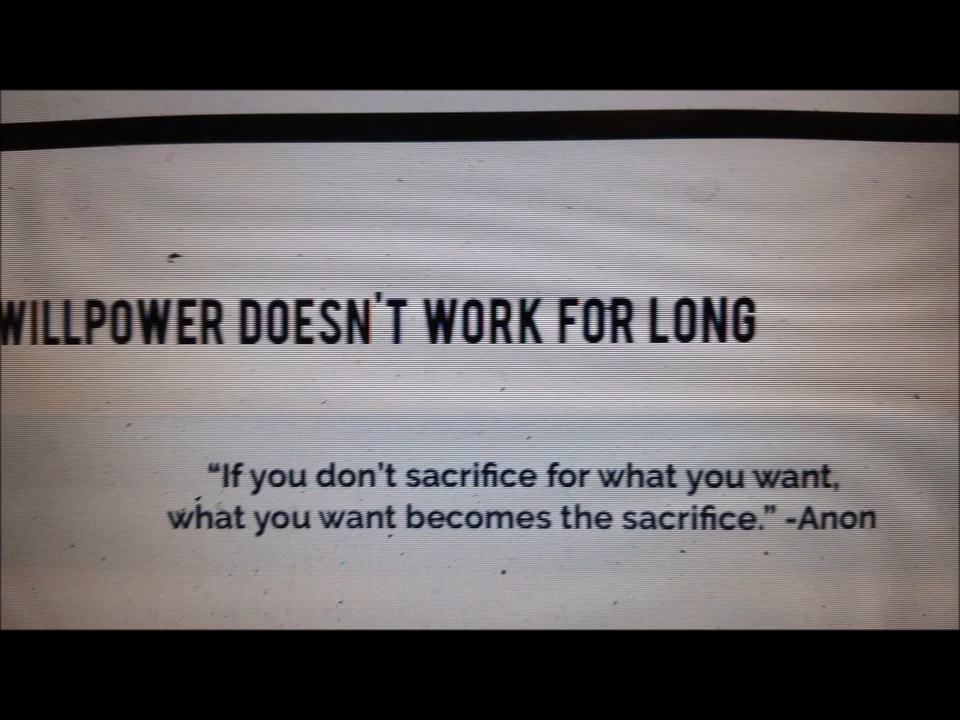 WILLPOWER DOESN'T WORK FOR LONG
“If you don't sacrifice for what you want,
what you want becomes the sacrifice.” -Anon